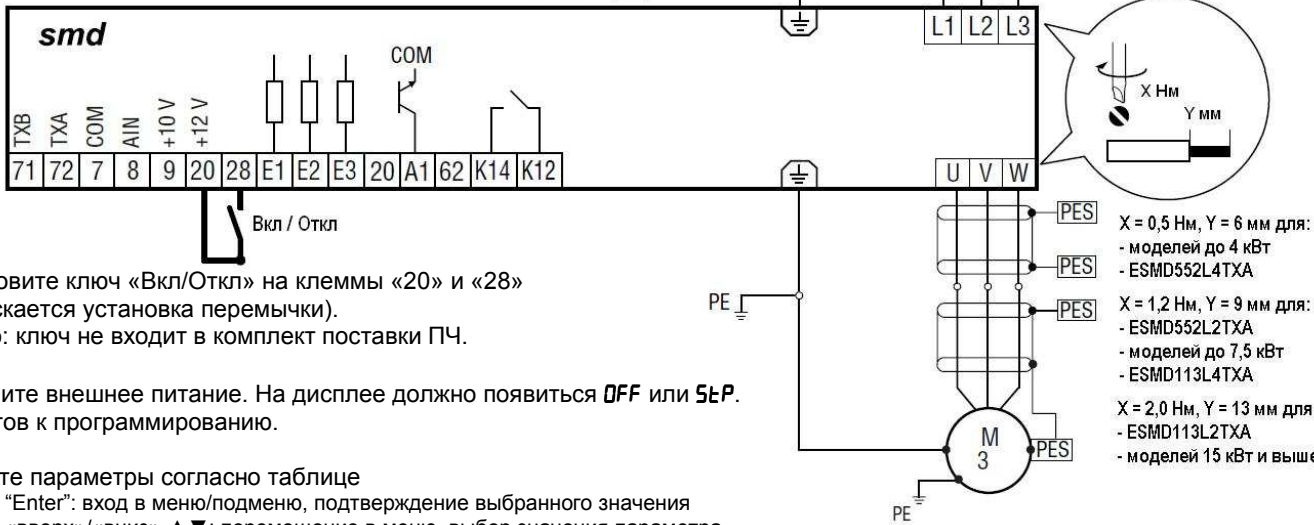 smd
L1 L2 L3
COM
TXB TXA COM AIN +10 V +12 V
71 72 7 8 9 20 28 E1 E2 E3 20 A1 62 K14 K12
U V W
X Нм
Y мм
Вкл / Откл
PES
PES
PES
PES
PE
M
3
PE
X = 0,5 Нм, Y = 6 мм для:
- моделей до 4 кВт
- ESMD552L4TXA
X = 1,2 Нм, Y = 9 мм для:
- ESMD552L2TXA
- моделей до 7,5 кВт
- ESMD113L4TXA
X = 2,0 Нм, Y = 13 мм для
- ESMD113L2TXA
- моделей 15 кВт и выше
овите ключ «Вкл/Откл» на клеммы «20» и «28»
скается установка перемычки).
: ключ не входит в комплект поставки ПЧ.
ите внешнее питание. На дисплее должно появиться OFF или StP.
тов к программированию.
те параметры согласно таблице
“Enter”: вход в меню/подменю, подтверждение выбранного значения
▲▼: перемещение в меню, выбор значения параметра